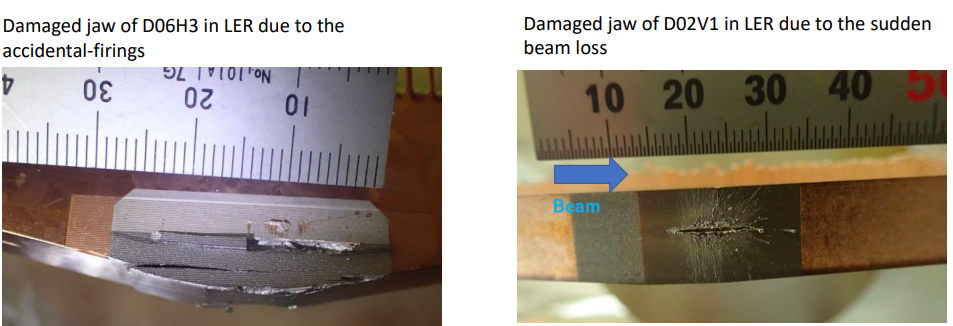 Damaged jaw of D06H3 in LER due to the
accidental-firings
Damaged jaw of D02V1 in LER due to the sudden
beam loss
30
20
10
10 20 30 40 50
Beam